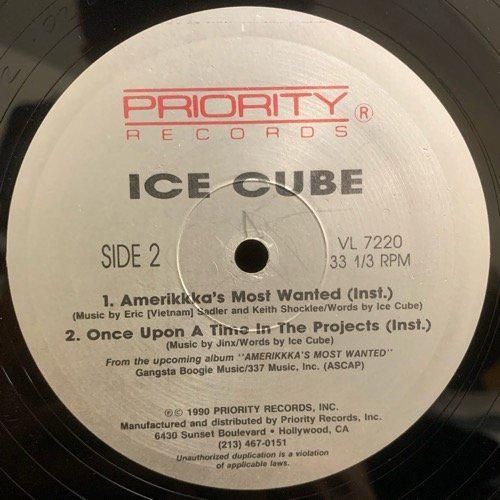 PRIORITY ®
RECORDS
ICE CUBE
SIDE 2
VL 7220
33 1/3 RPM
1. Amerikkka's Most Wanted (Inst.)
(Music by Eric [Vietnam] Sadler and Keith Shocklee/Words by Ice Cube)
2. Once Upon A Time In The Projects (Inst.)
(Music by Jinx/Words by Ice Cube)
From the upcoming album "AMERIKKKA'S MOST WANTED"
Gangsta Boogie Music/337 Music, Inc. (ASCAP)
℗© 1990 PRIORITY RECORDS, INC.
Manufactured and distributed by Priority Records, Inc.
6430 Sunset Boulevard • Hollywood, CA
(213) 467-0151
Unauthorized duplication is a violation
of applicable laws.